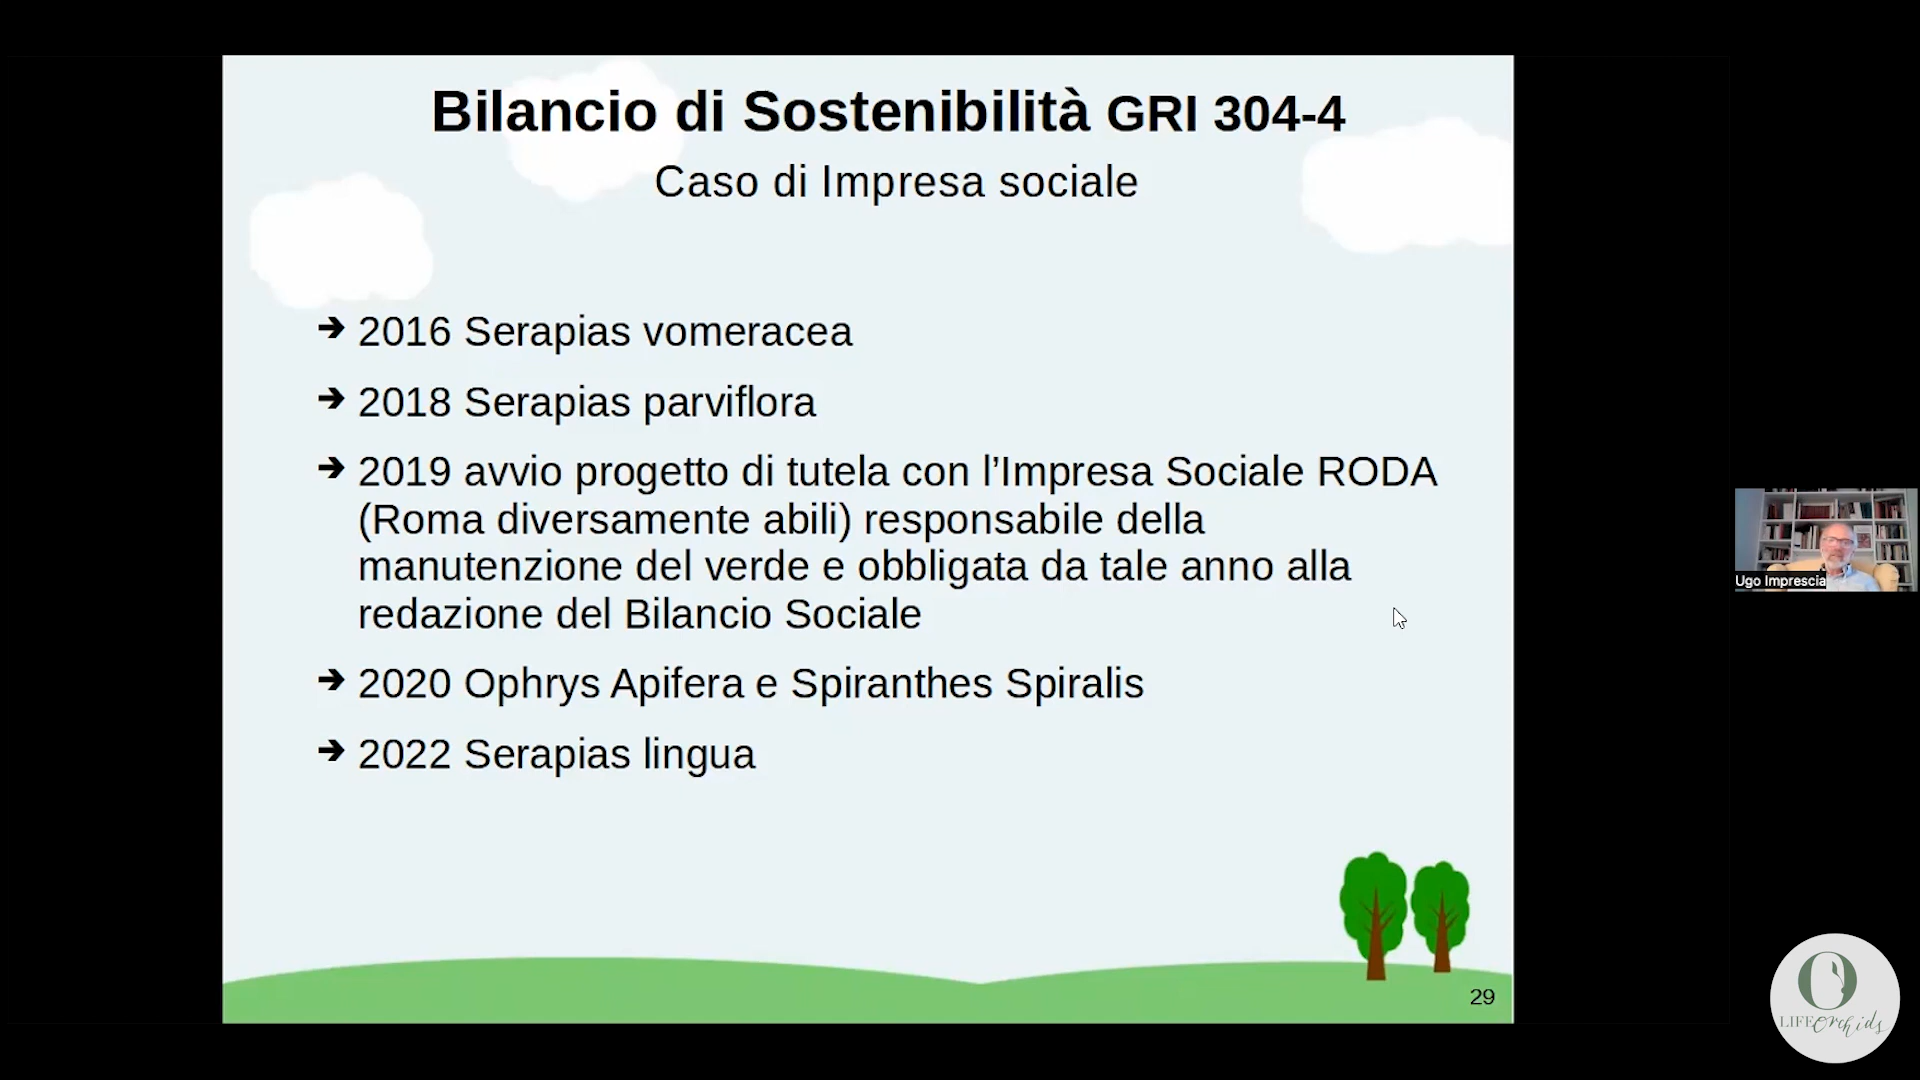 Bilancio di Sostenibilità GRI 304-4
Caso di Impresa sociale
➔ 2016 Serapias vomeracea
➔ 2018 Serapias parviflora
➔ 2019 avvio progetto di tutela con l’Impresa Sociale RODA
(Roma diversamente abili) responsabile della
manutenzione del verde e obbligata da tale anno alla
redazione del Bilancio Sociale
➔ 2020 Ophrys Apifera e Spiranthes Spiralis
➔ 2022 Serapias lingua
29
Ugo Imprescia
O
LIFEorchids